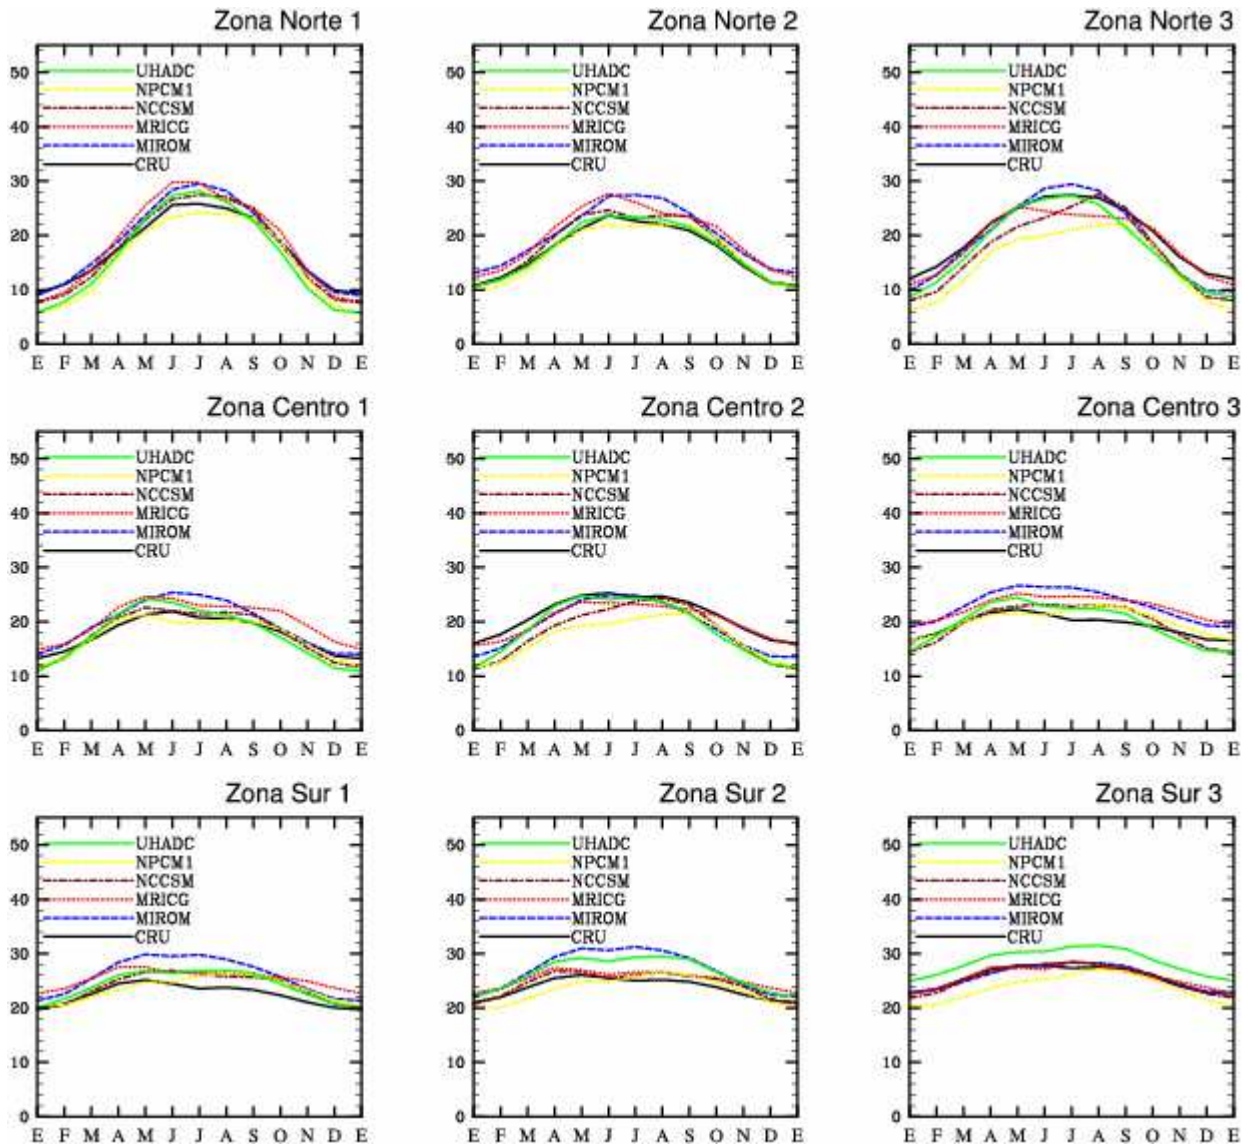 Zona Norte 1
50
40
30
20
10
0
UHADC
NPCM1
NCCSM
MRICG
MIROM
CRU
E F M A M J J A S O N D E
Zona Norte 2
50
40
30
20
10
0
UHADC
NPCM1
NCCSM
MRICG
MIROM
CRU
E F M A M J J A S O N D E
Zona Norte 3
50
40
30
20
10
0
UHADC
NPCM1
NCCSM
MRICG
MIROM
CRU
E F M A M J J A S O N D E
Zona Centro 1
50
40
30
20
10
0
UHADC
NPCM1
NCCSM
MRICG
MIROM
CRU
E F M A M J J A S O N D E
Zona Centro 2
50
40
30
20
10
0
UHADC
NPCM1
NCCSM
MRICG
MIROM
CRU
E F M A M J J A S O N D E
Zona Centro 3
50
40
30
20
10
0
UHADC
NPCM1
NCCSM
MRICG
MIROM
CRU
E F M A M J J A S O N D E
Zona Sur 1
50
40
30
20
10
0
UHADC
NPCM1
NCCSM
MRICG
MIROM
CRU
E F M A M J J A S O N D E
Zona Sur 2
50
40
30
20
10
0
UHADC
NPCM1
NCCSM
MRICG
MIROM
CRU
E F M A M J J A S O N D E
Zona Sur 3
50
40
30
20
10
0
UHADC
NPCM1
NCCSM
MRICG
MIROM
CRU
E F M A M J J A S O N D E